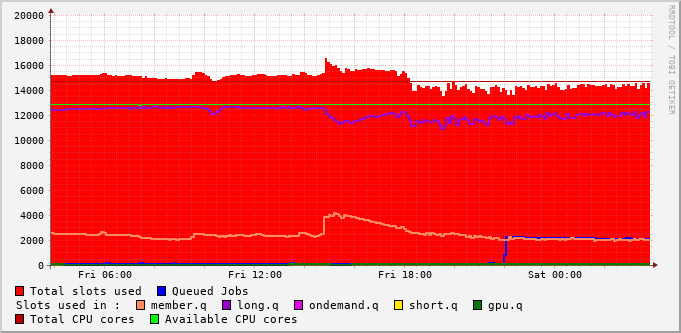 20000
18000
16000
14000
12000
10000
8000
6000
4000
2000
0
Fri 06:00 Fri 12:00 Fri 18:00 Sat 00:00
RRDTOOL / TOBI OETIKER
Total slots used Queued Jobs
Slots used in : member.q long.q ondemand.q short.q gpu.q
Total CPU cores Available CPU cores